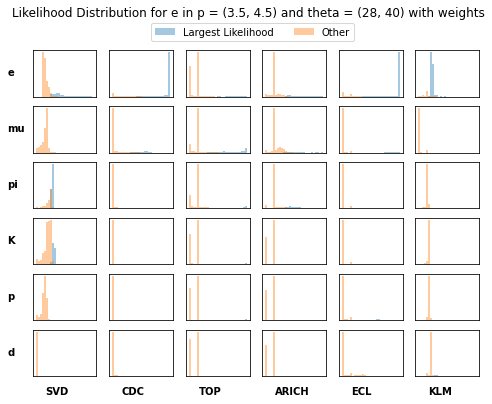 Likelihood Distribution for e in p = (3.5, 4.5) and theta = (28, 40) with weights
Largest Likelihood Other
e
mu
pi
K
p
d
SVD CDC TOP ARICH ECL KLM